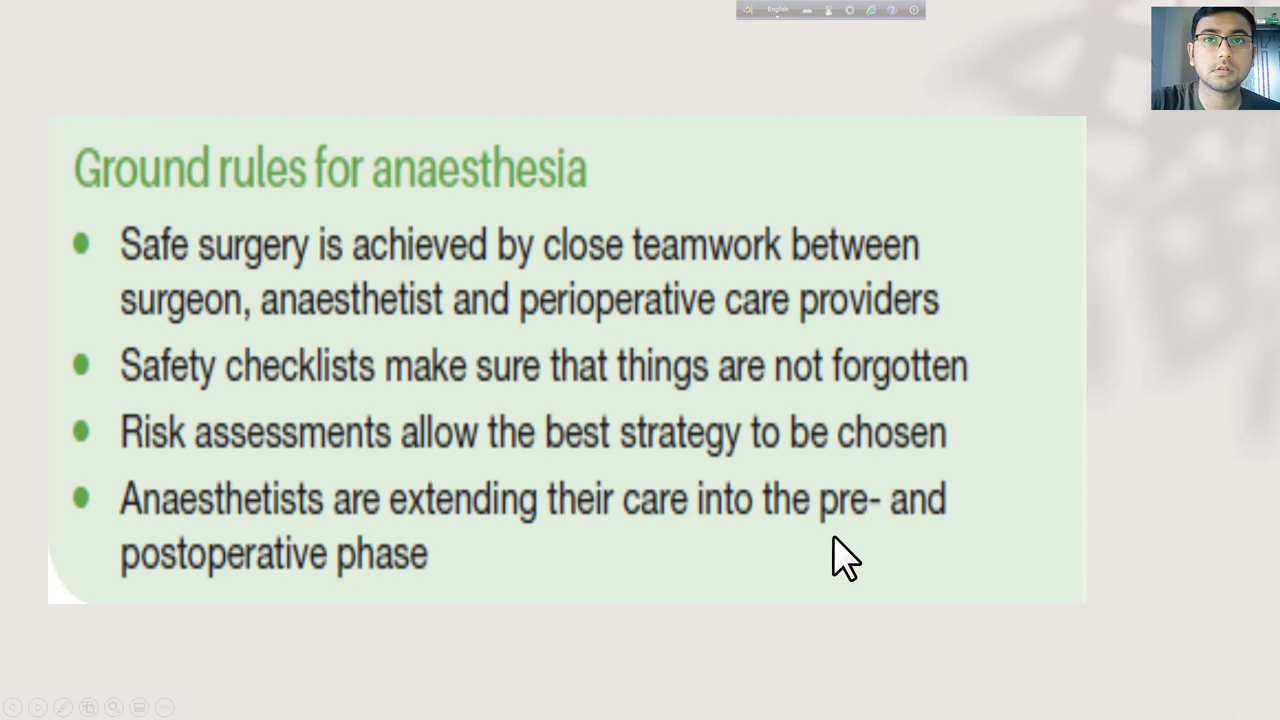 English
Ground rules for anaesthesia
Safe surgery is achieved by close teamwork between
surgeon, anaesthetist and perioperative care providers
Safety checklists make sure that things are not forgotten
Risk assessments allow the best strategy to be chosen
Anaesthetists are extending their care into the pre- and
postoperative phase